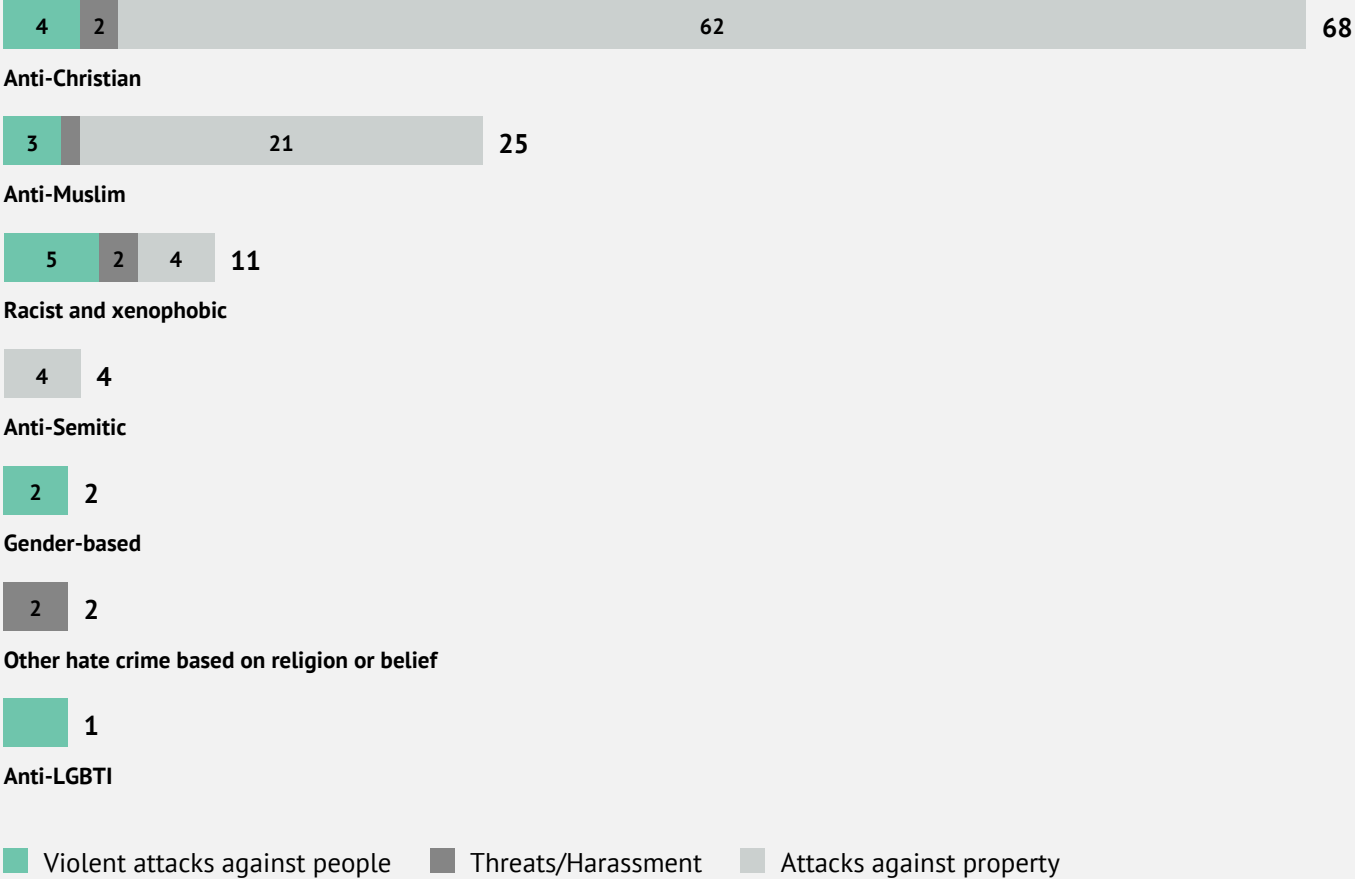 4 2 62 68
Anti-Christian
3 21 25
Anti-Muslim
5 2 4 11
Racist and xenophobic
4 4
Anti-Semitic
2 2
Gender-based
2 2
Other hate crime based on religion or belief
1
Anti-LGBTI
Violent attacks against people Threats/Harassment Attacks against property